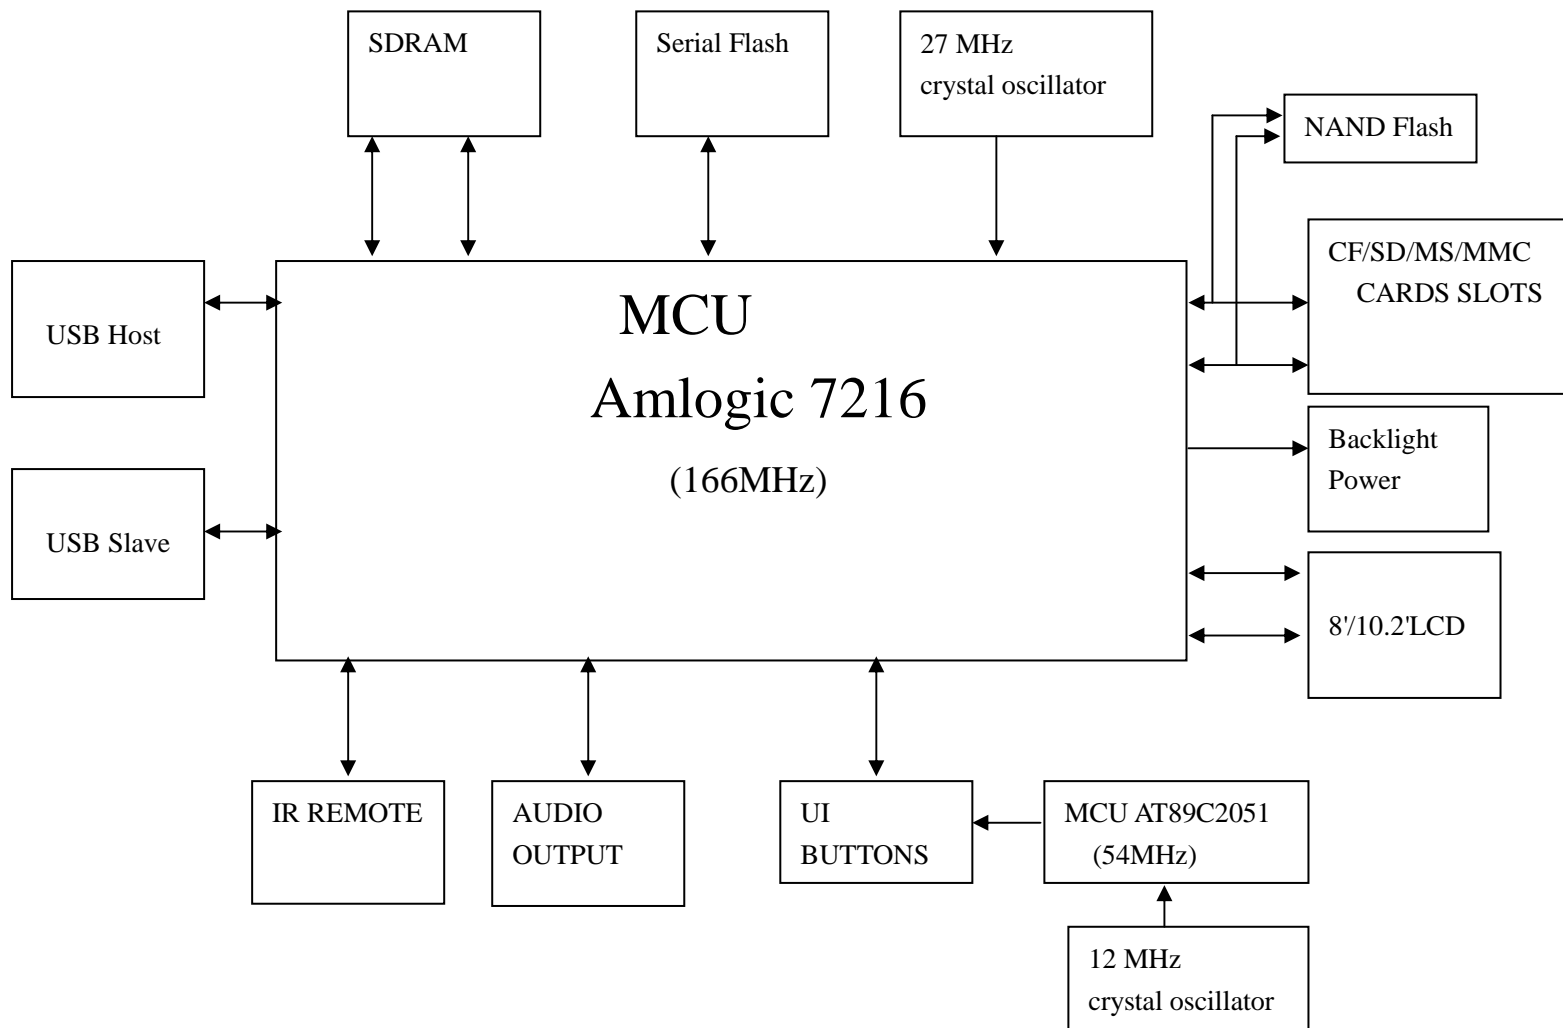 SDRAM
Serial Flash
27 MHz
crystal oscillator
NAND Flash
CF/SD/MS/MMC
CARDS SLOTS
USB Host
MCU
Amlogic 7216
(166MHz)
Backlight
Power
USB Slave
8'/10.2'LCD
IR REMOTE
AUDIO
OUTPUT
UI
BUTTONS
MCU AT89C2051
(54MHz)
12 MHz
crystal oscillator